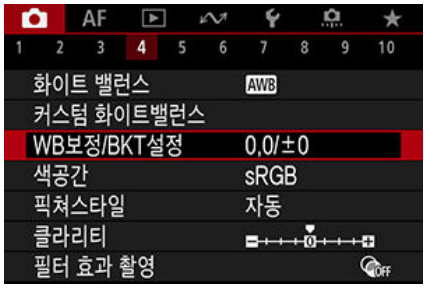 AF
1 2 3 4 5 6 7 8 9 10
화이트 밸런스 AWB
커스텀 화이트밸런스
WB보정/BKT설정 0,0/±0
색공간 sRGB
픽쳐스타일 자동
클라리티 0
필터 효과 촬영 OFF